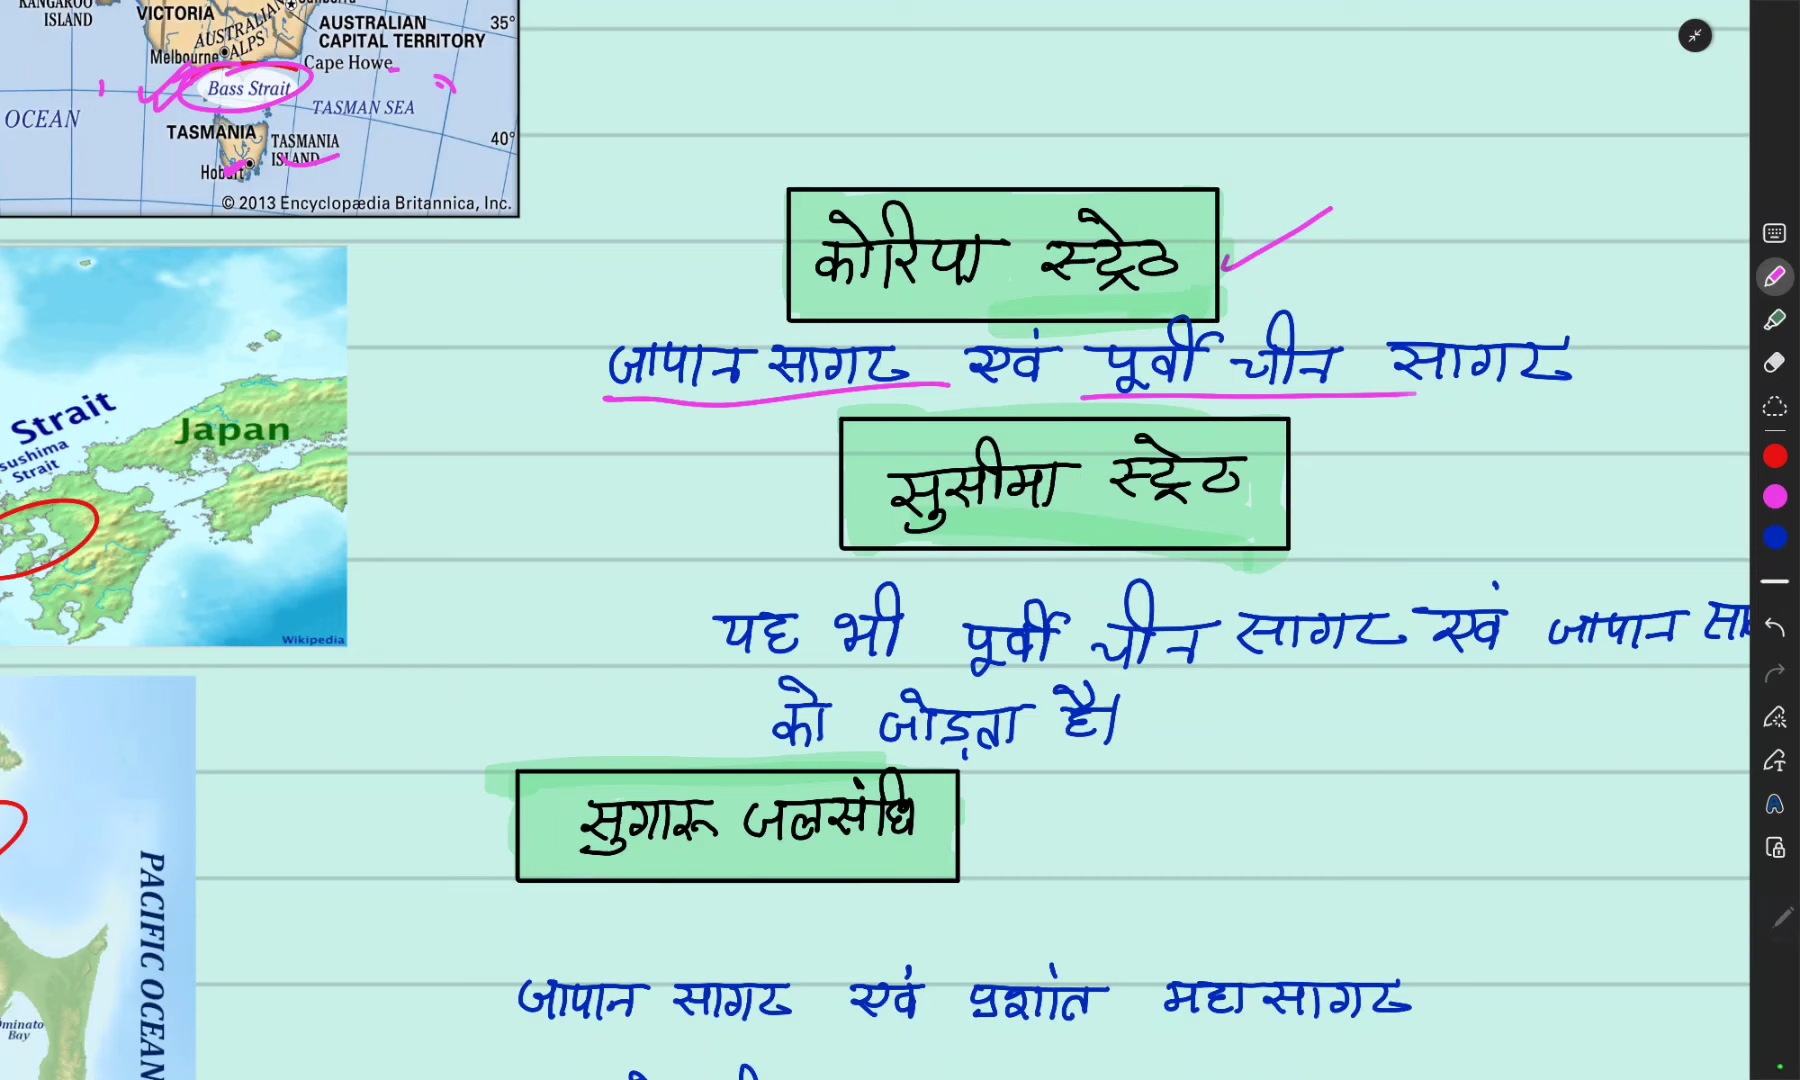 KANGAROO
ISLAND
VICTORIA
AUSTRALIAN
ALPS
AUSTRALIAN
CAPITAL TERRITORY
35°
Melbourne
Cape Howe
Bass Strait
OCEAN
TASMAN SEA
TASMANIA
TASMANIA
ISLAND
40°
Hobart
© 2013 Encyclopædia Britannica, Inc.
कोरिया स्ट्रेट
जापान सागर एवं पूर्वी चीन सागर
Strait
sushima
Strait
Japan
Wikipedia
सुसीमा स्ट्रेट
यह भी पूर्वी चीन सागर एवं जापान सा
को जोड़ता है।
सुगारू जलसंधि
PACIFIC OCEAN
ominato
Bay
जापान सागर एवं प्रशांत महासागर